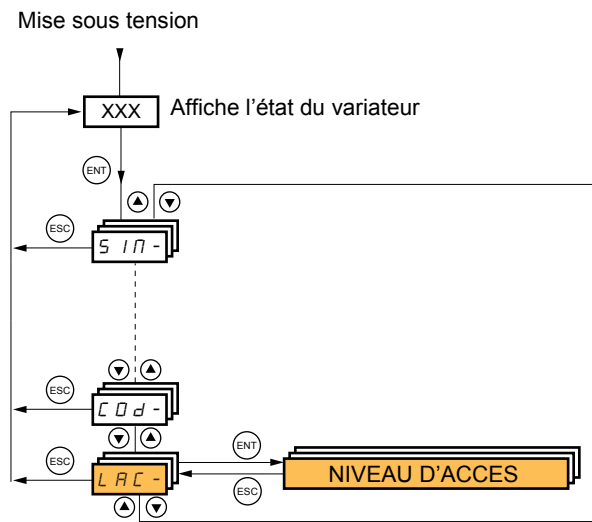 Mise sous tension
XXX Affiche l'état du variateur
ENT
ESC
SIM-
ESC
COd-
ENT
ESC
LAC-
NIVEAU D'ACCES
ESC